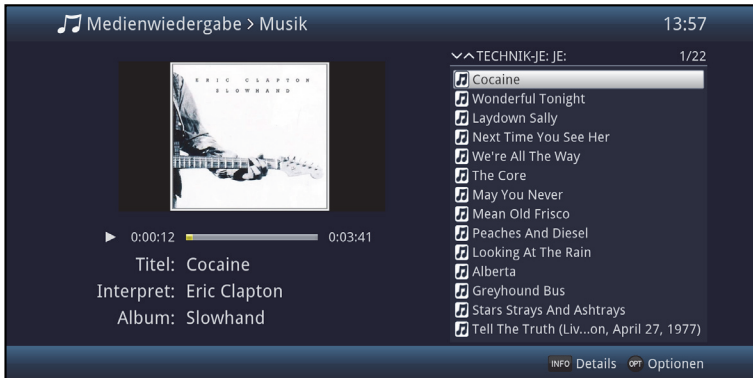 Medienwiedergabe > Musik
13:57
ERIC CLAPTON
SLOWHAND
0:00:12
0:03:41
Titel: Cocaine
Interpret: Eric Clapton
Album: Slowhand
TECHNIK-JE: JE: 1/22
Cocaine
Wonderful Tonight
Laydown Sally
Next Time You See Her
We're All The Way
The Core
May You Never
Mean Old Frisco
Peaches And Diesel
Looking At The Rain
Alberta
Greyhound Bus
Stars Strays And Ashtrays
Tell The Truth (Liv...on, April 27, 1977)
INFO Details OPT Optionen